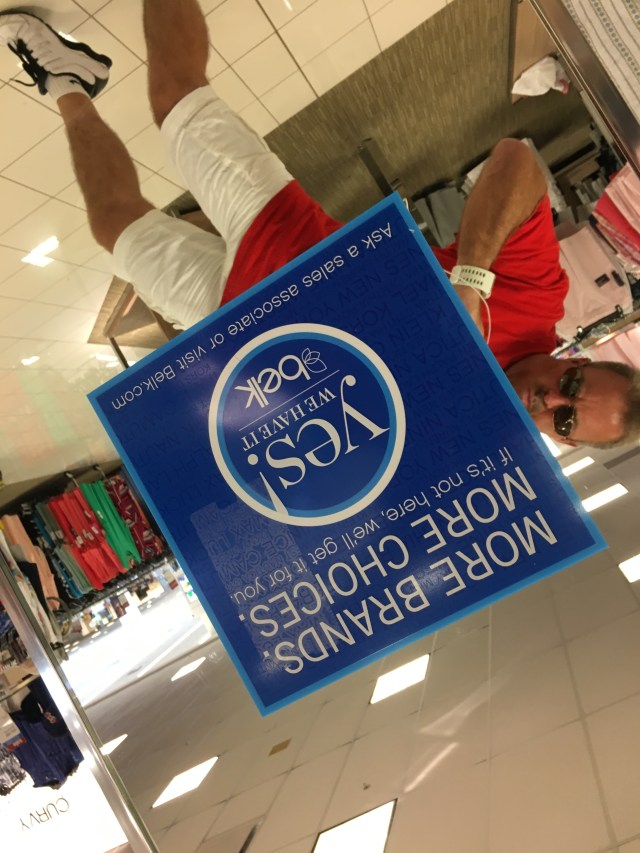 MORE BRANDS.
MORE CHOICES.
If it's not here, we'll get it for you.
yes!
WE HAVE IT
belk
Ask a sales associate or visit Belk.com
CURVY